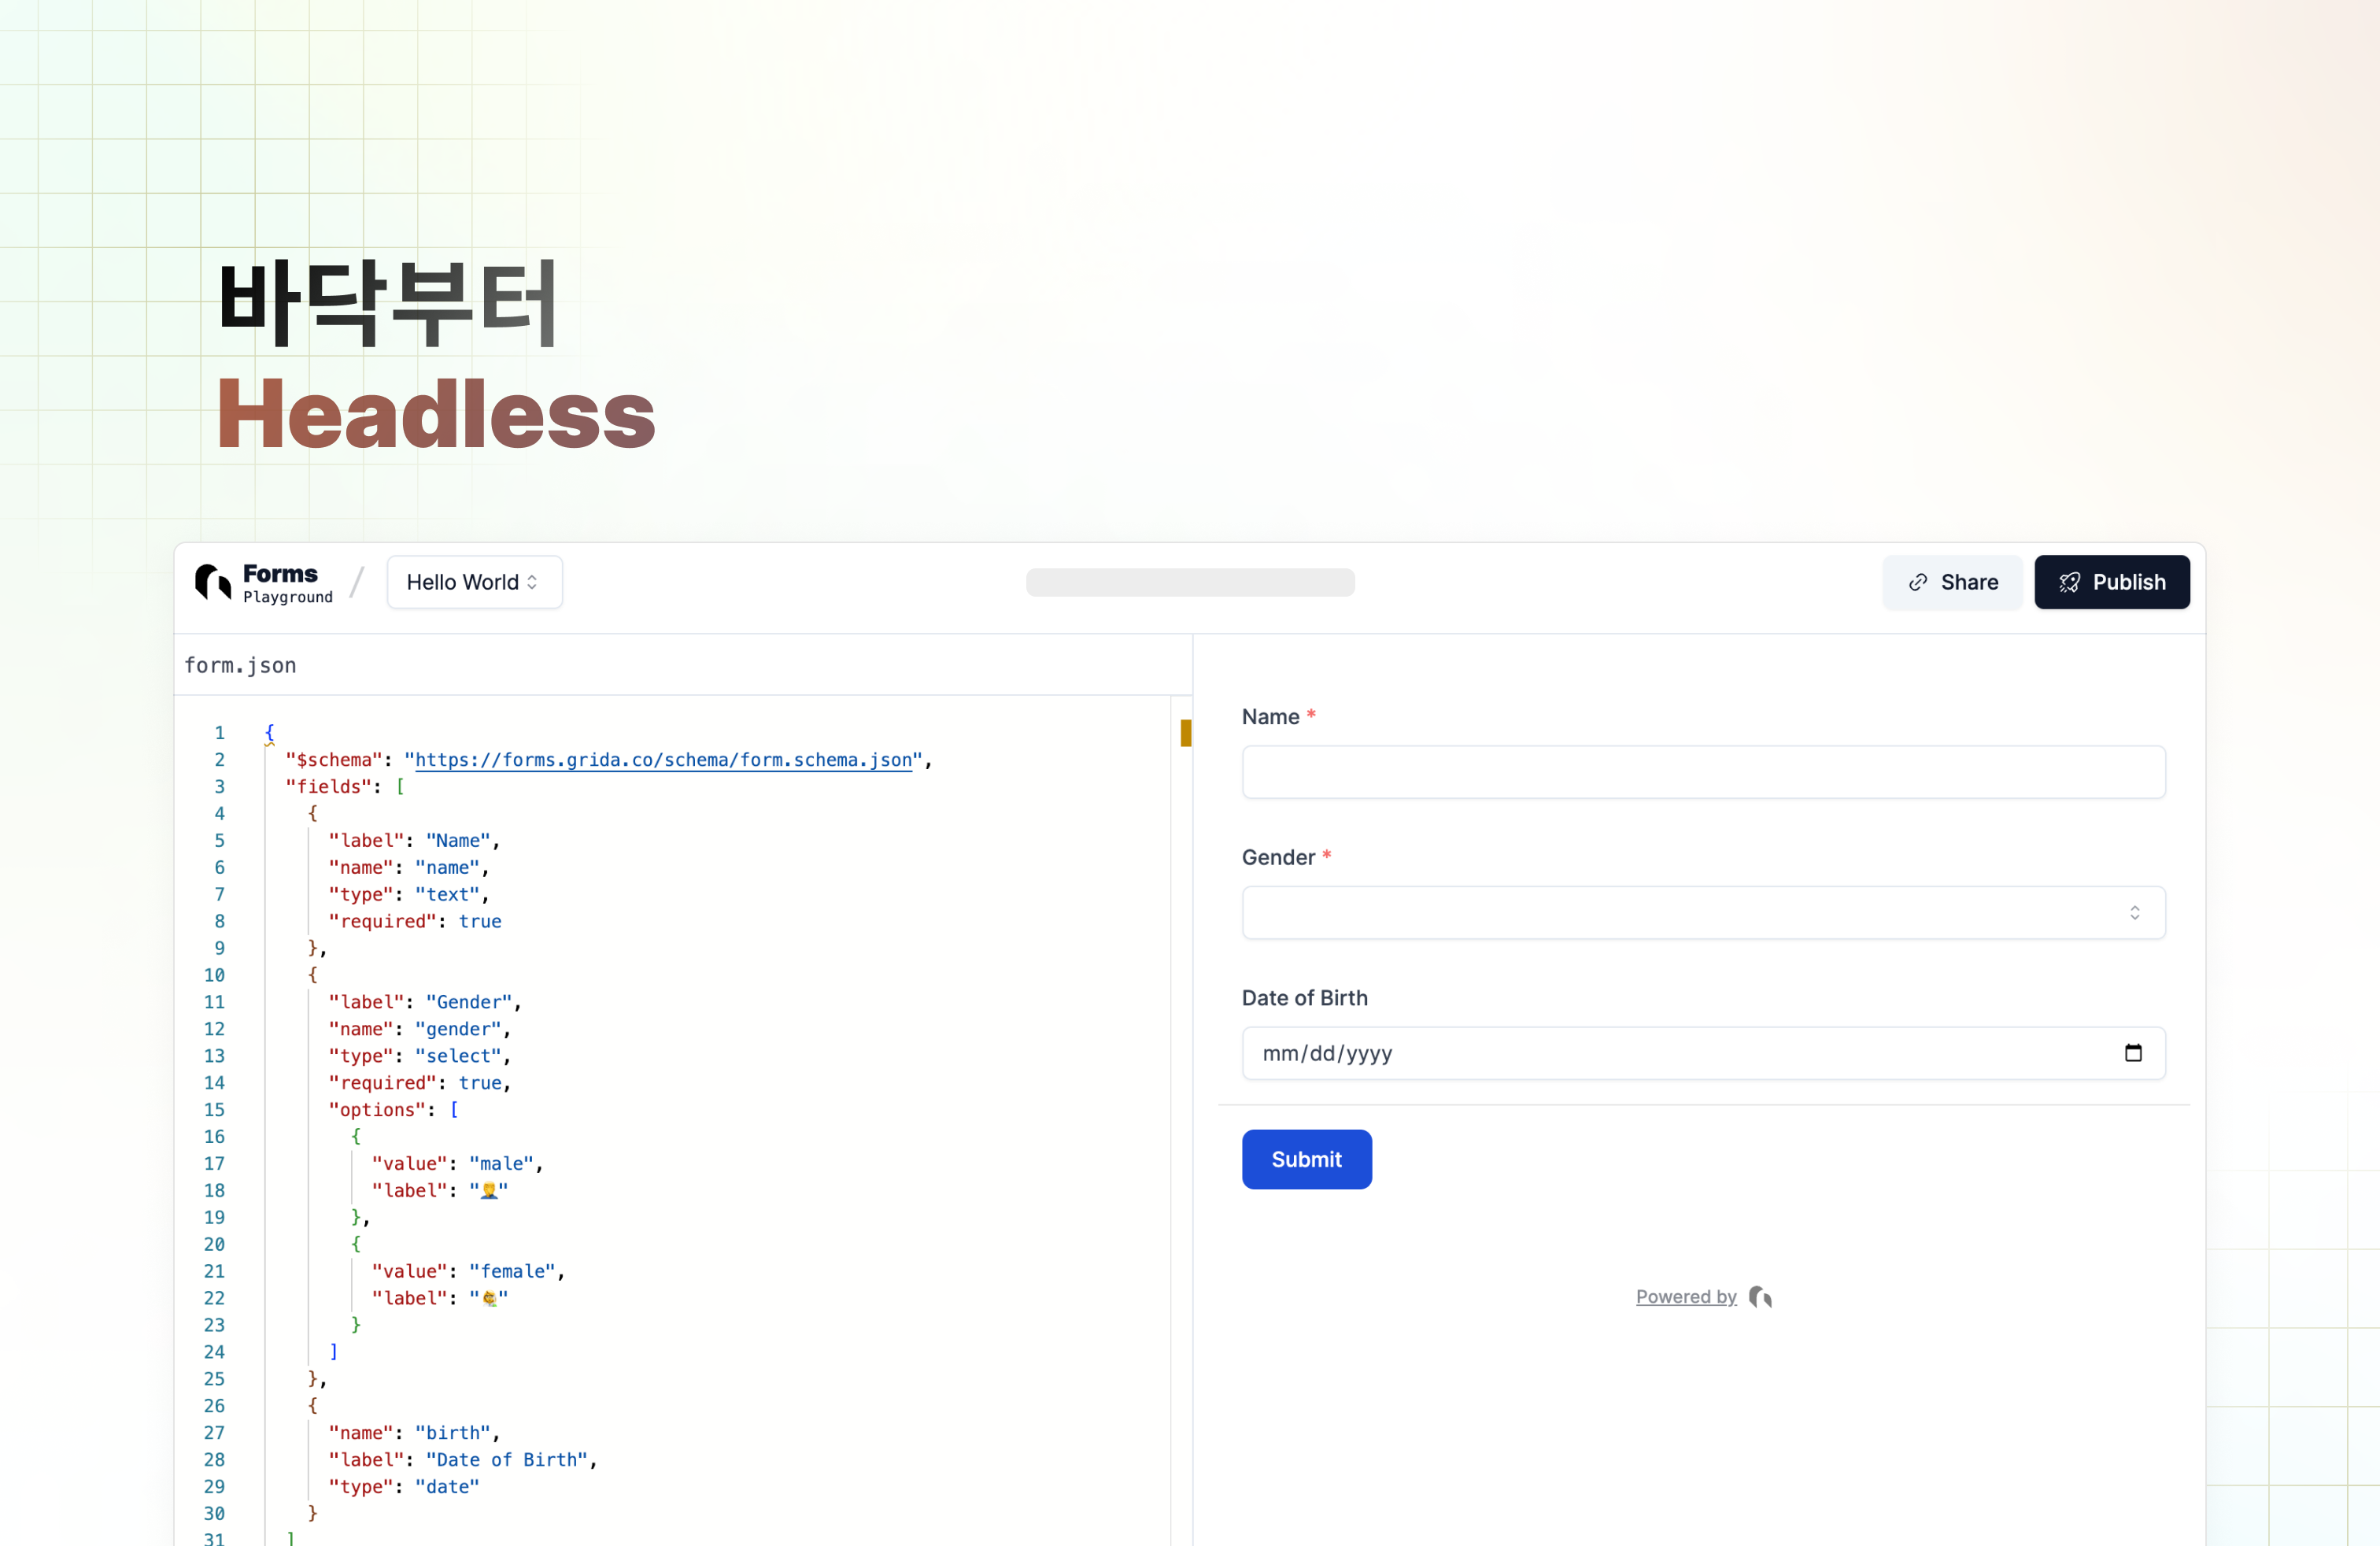 바닥부터
Headless
Forms
Playground
/
Hello World
Share
Publish
form.json
1 {
2 "$schema": "https://forms.grida.co/schema/form.schema.json",
3 "fields": [
4 {
5 "label": "Name",
6 "name": "name",
7 "type": "text",
8 "required": true
9 },
10 {
11 "label": "Gender",
12 "name": "gender",
13 "type": "select",
14 "required": true,
15 "options": [
16 {
17 "value": "male",
18 "label": "🤦‍♂️"
19 },
20 {
21 "value": "female",
22 "label": ""
23 }
24 ]
25 },
26 {
27 "name": "birth",
28 "label": "Date of Birth",
29 "type": "date"
30 }
31 ]
Name *
Gender *
Date of Birth
mm/dd/yyyy
Submit
Powered by